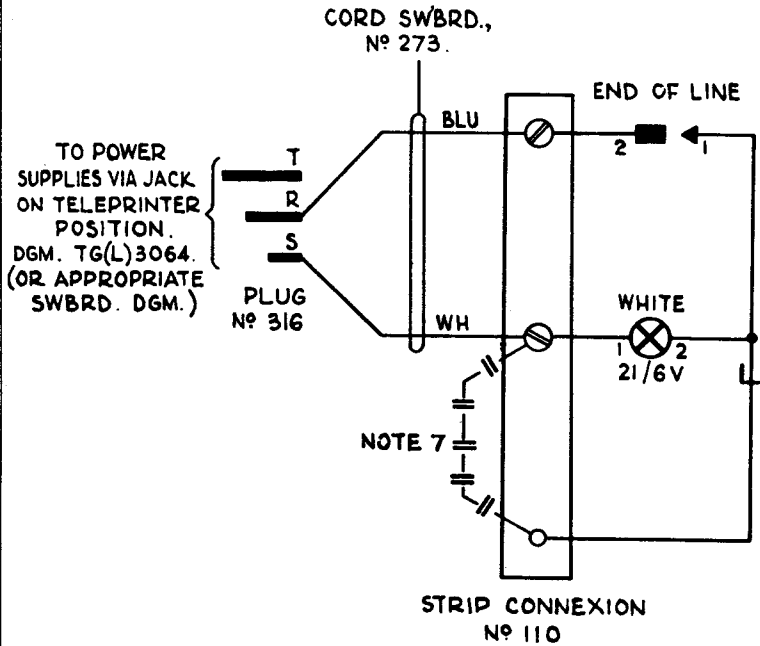 CORD SWBRD.,
Nº 273.
BLU
END OF LINE
2
1
TO POWER
SUPPLIES VIA JACK
ON TELEPRINTER
POSITION.
DGM. TG(L)3064.
(OR APPROPRIATE
SWBRD. DGM.)
T
R
S
PLUG
Nº 316
WH
WHITE
1
2
21/6V
NOTE 7
STRIP CONNEXION
Nº 110